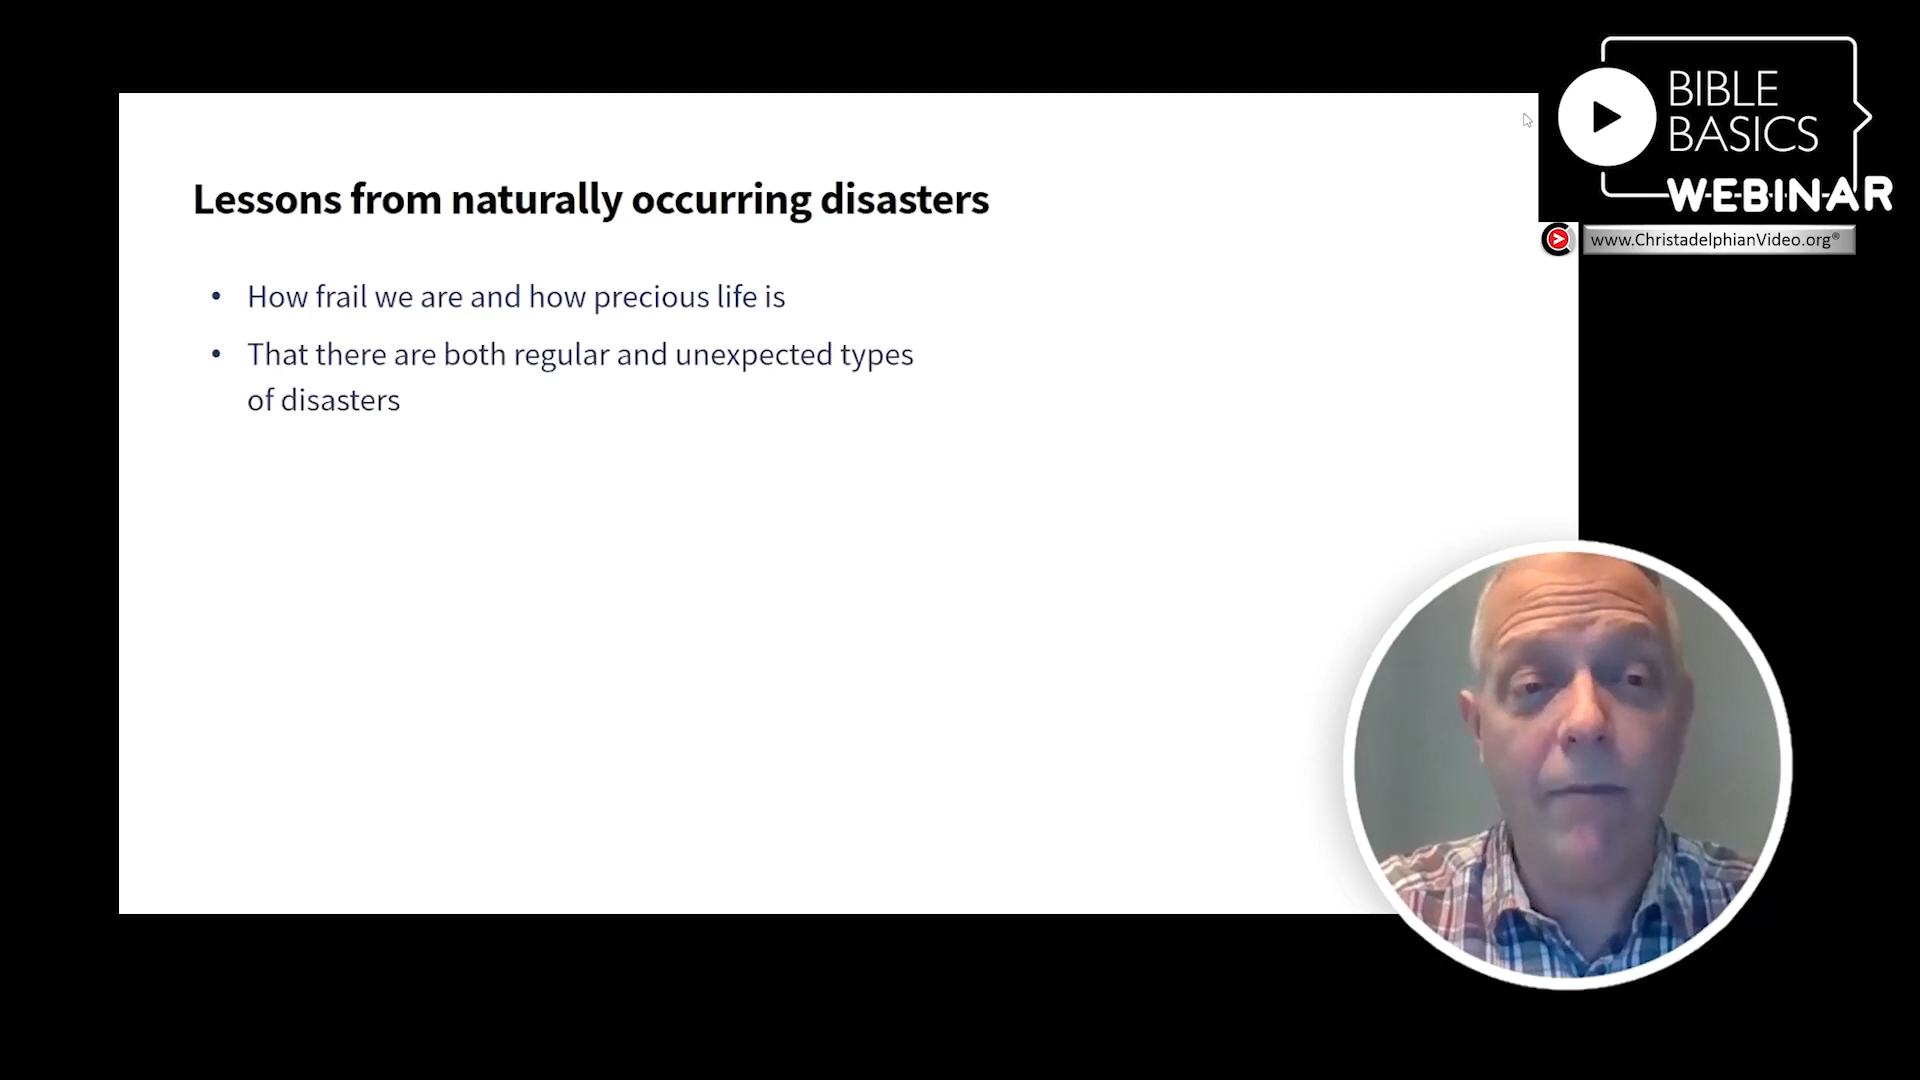 BIBLE
BASICS
WEBINAR
www.ChristadelphianVideo.org®
Lessons from naturally occurring disasters
• How frail we are and how precious life is
• That there are both regular and unexpected types
of disasters